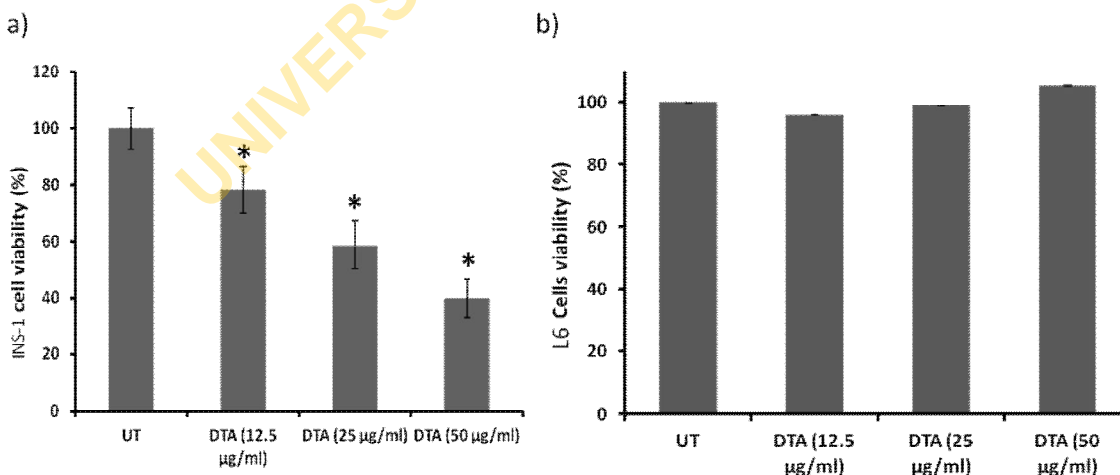 a)
UNIVERS
INS-1 cell viability (%)
120
100
80
60
40
20
0
*
*
*
UT
DTA (12.5
µg/ml)
DTA (25 µg/ml)
DTA (50 µg/ml)
b)
L6 Cells viability (%)
100
80
60
40
20
0
UT
DTA (12.5
µg/ml)
DTA (25
µg/ml)
DTA (50
µg/ml)